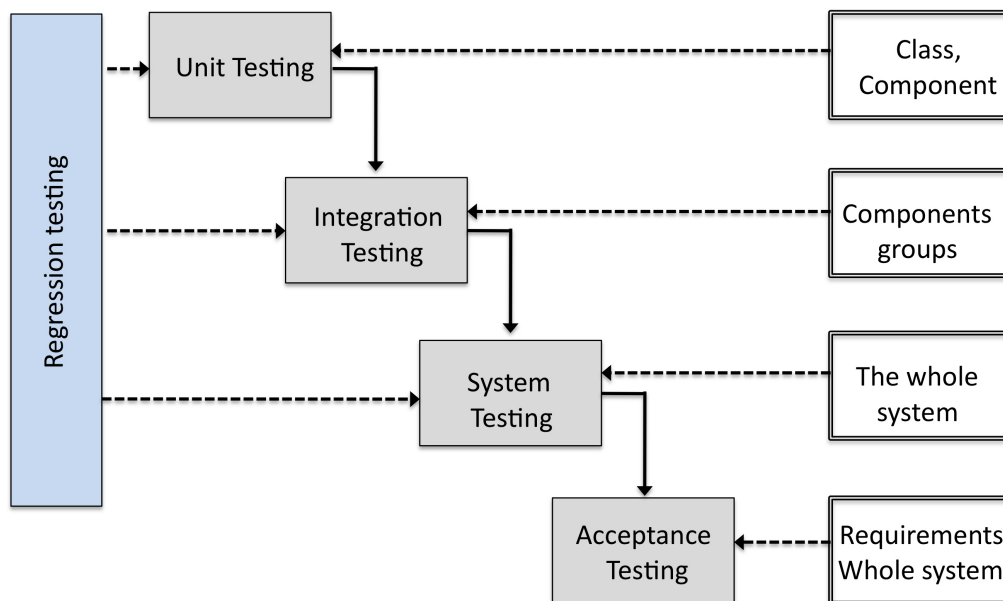 Regression testing
Unit Testing
Class,
Component
Integration
Testing
Components
groups
System
Testing
The whole
system
Acceptance
Testing
Requirements
Whole system